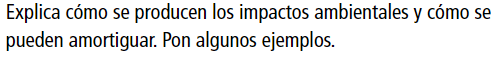 Explica cómo se producen los impactos ambientales y cómo se
pueden amortiguar. Pon algunos ejemplos.